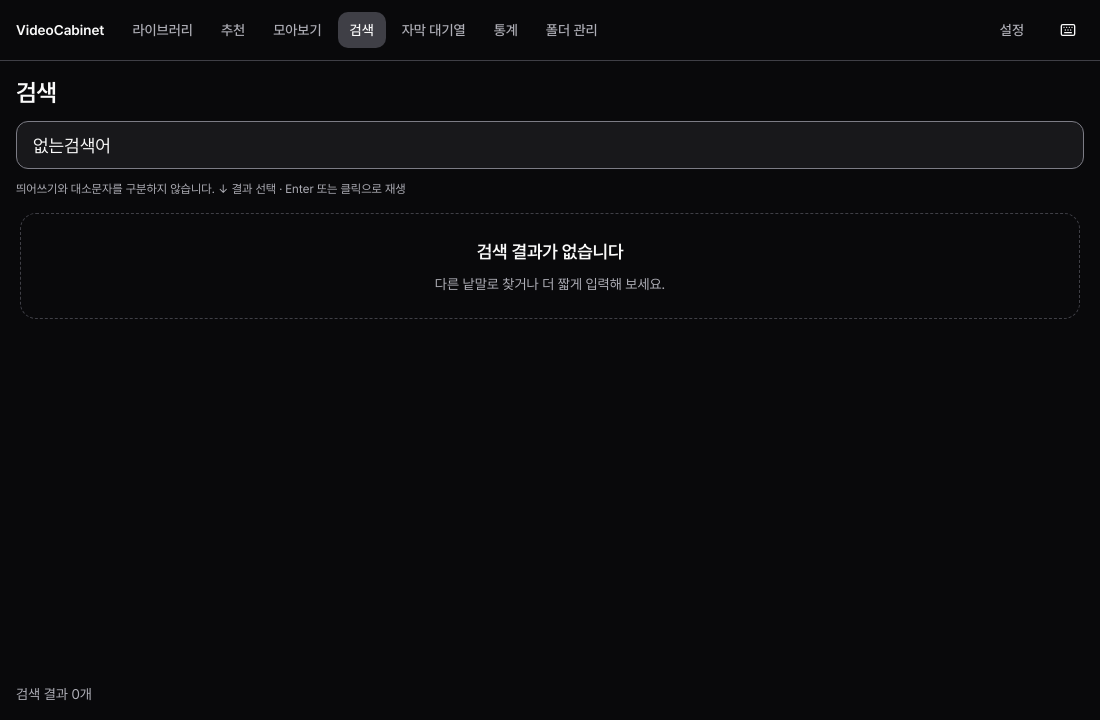 VideoCabinet 라이브러리 추천 모아보기 검색 자막 대기열 통계 폴더 관리 설정
검색
없는검색어
띄어쓰기와 대소문자를 구분하지 않습니다. ↓ 결과 선택 · Enter 또는 클릭으로 재생
검색 결과가 없습니다
다른 낱말로 찾거나 더 짧게 입력해 보세요.
검색 결과 0개